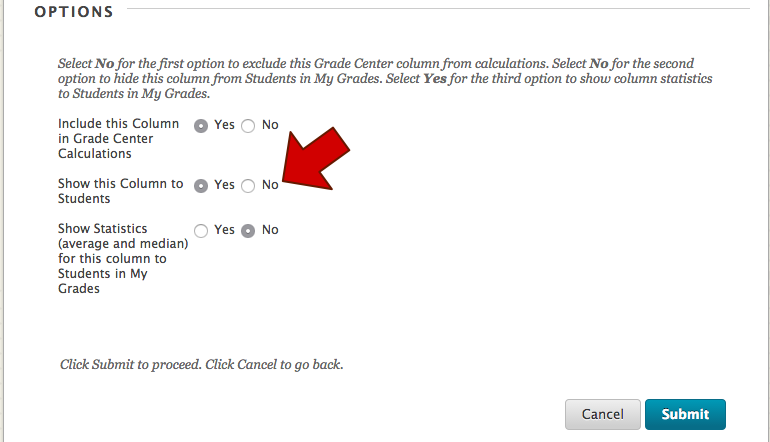 OPTIONS
Select No for the first option to exclude this Grade Center column from calculations. Select No for the second
option to hide this column from Students in My Grades. Select Yes for the third option to show column statistics
to Students in My Grades.
Include this Column Yes No
in Grade Center
Calculations
Show this Column to Yes No
Students
Show Statistics Yes No
(average and median)
for this column to
Students in My
Grades
Click Submit to proceed. Click Cancel to go back.
Cancel Submit